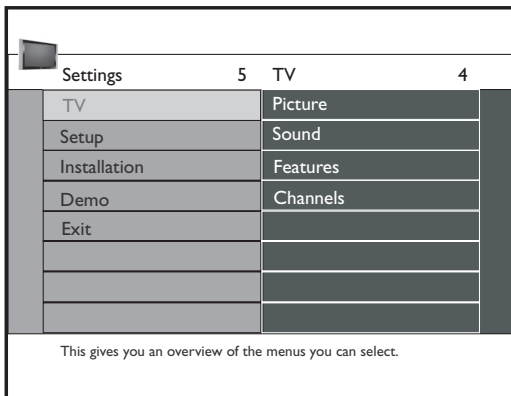 Settings 5 TV 4
TV Picture
Setup Sound
Installation Features
Demo Channels
Exit
This gives you an overview of the menus you can select.